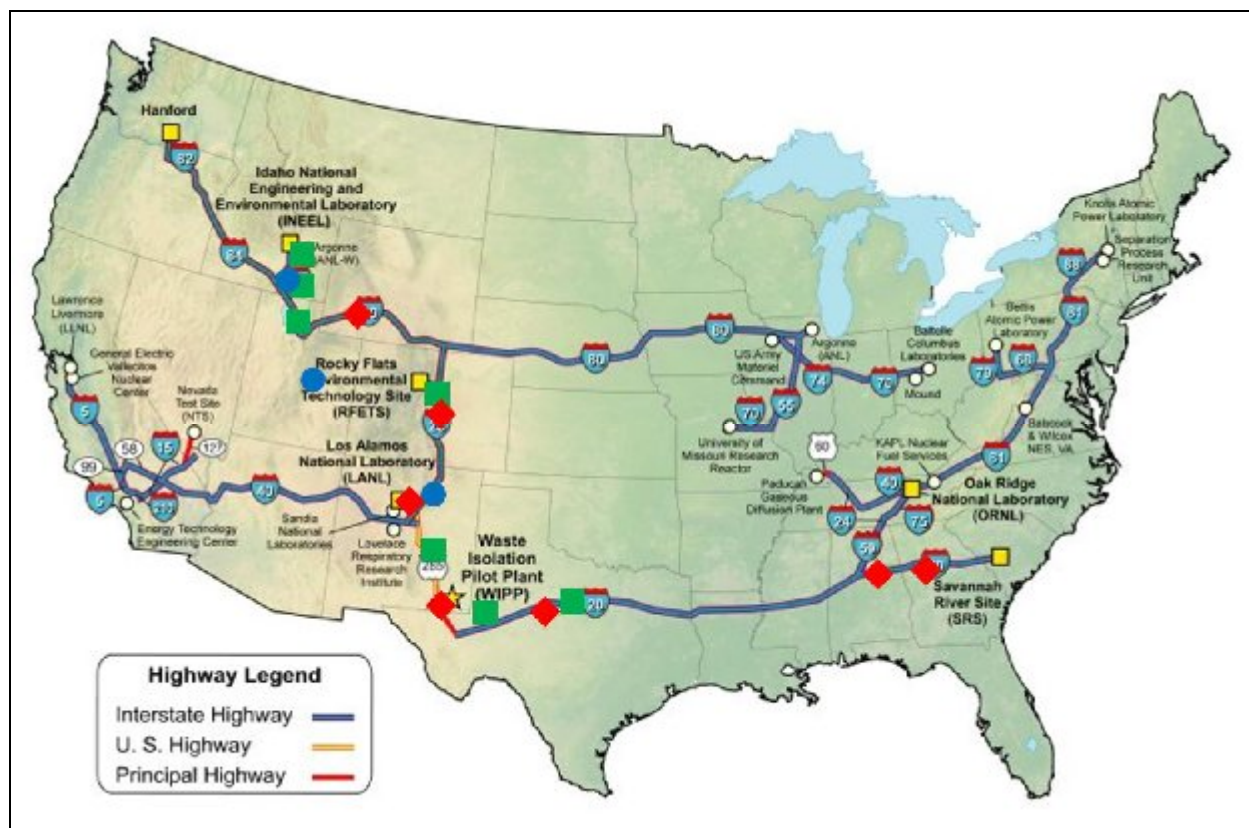 Hanford
82
Idaho National
Engineering and
Environmental Laboratory
(INEEL)
Argonne
(ANL-W)
84
Knolls Atomic
Power Laboratory
Separation
Process
Research
Unit
88
81
Lawrence
Livermore
(LLNL)
General Electric
Vallecitos
Nuclear
Center
Nevada
Test Site
(NTS)
5
58
15
127
99
5
210
40
Energy Technology
Engineering Center
Rocky Flats
Environmental
Technology Site
(RFETS)
Los Alamos
National Laboratory
(LANL)
Sandia
National
Laboratories
Lovelace
Respiratory
Research
Institute
285
Waste
Isolation
Pilot Plant
(WIPP)
20
80
80
US Army
Materiel
Command
Argonne
(ANL)
74
70
55
70
University of
Missouri Research
Reactor
Battelle
Columbus
Laboratories
Mound
Bettis
Atomic Power
Laboratory
79
68
Babcock
& Wilcox
NES, VA
81
60
Paducah
Gaseous
Diffusion Plant
24
KAPL Nuclear
Fuel Services
40
75
59
Oak Ridge
National Laboratory
(ORNL)
Savannah
River Site
(SRS)
Highway Legend
Interstate Highway
U. S. Highway
Principal Highway